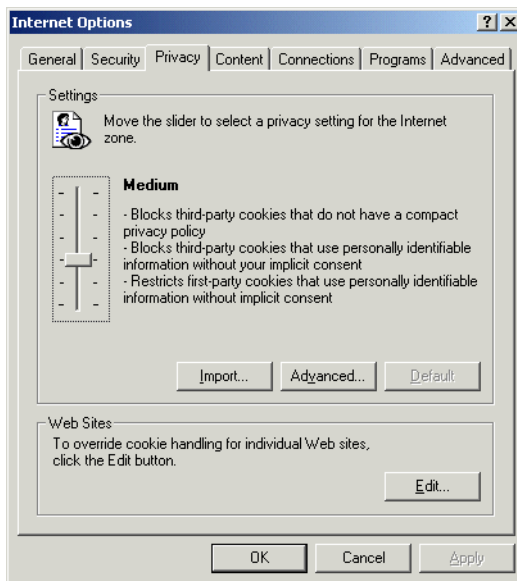 Internet Options
General Security Privacy Content Connections Programs Advanced
Settings
Move the slider to select a privacy setting for the Internet
zone.
Medium
- Blocks third-party cookies that do not have a compact
privacy policy
- Blocks third-party cookies that use personally identifiable
information without your implicit consent
- Restricts first-party cookies that use personally identifiable
information without implicit consent
Import... Advanced... Default
Web Sites
To override cookie handling for individual Web sites,
click the Edit button.
Edit...
OK Cancel Apply